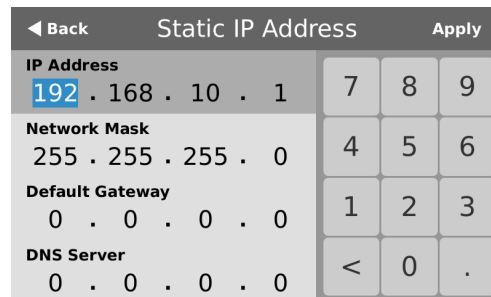 Back Static IP Address Apply
IP Address
192 . 168 . 10 . 1
Network Mask
255 . 255 . 255 . 0
Default Gateway
0 . 0 . 0 . 0
DNS Server
0 . 0 . 0 . 0
7 8 9
4 5 6
1 2 3
< 0 .